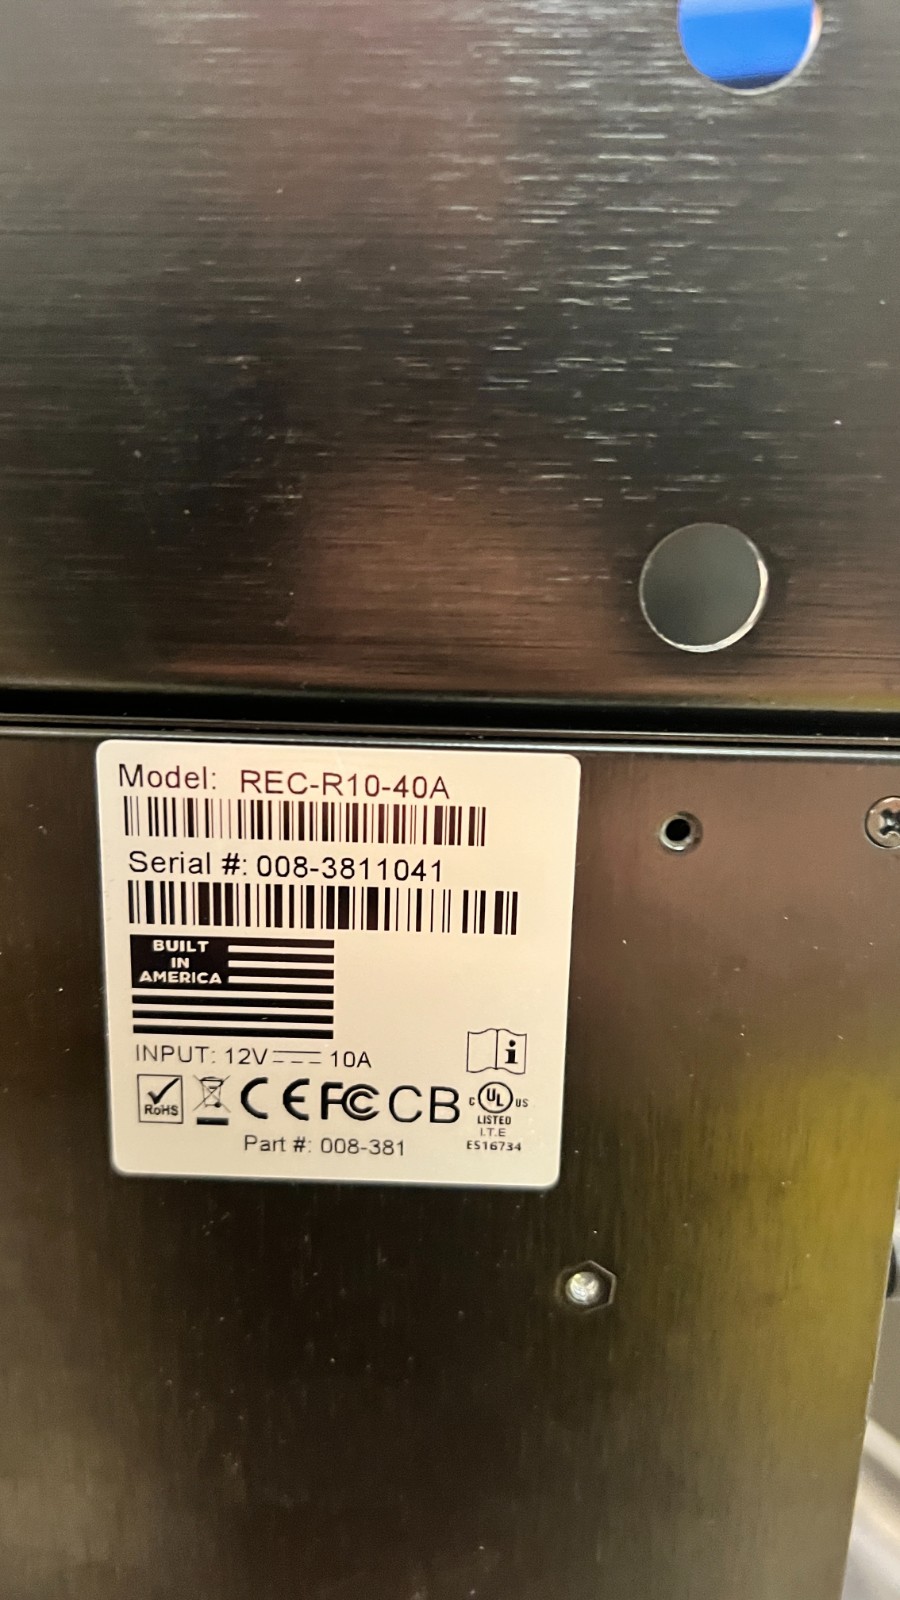 Model: REC-R10-40A
Serial #: 008-3811041
BUILT
IN
AMERICA
INPUT: 12V⎓10A
RoHS
CE FC CB
C UL US
LISTED
I.T.E
E516734
Part #: 008-381